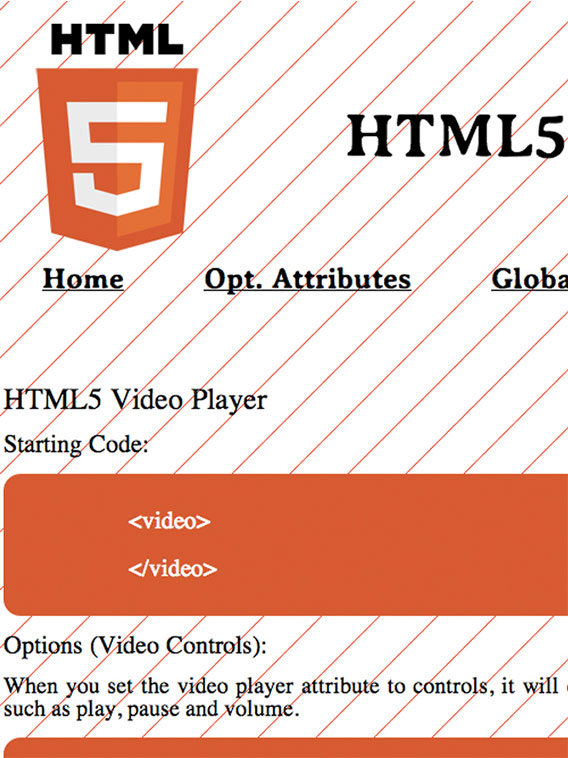 HTML
5
HTML5
Home Opt. Attributes Globa
HTML5 Video Player
Starting Code:
<video>
</video>
Options (Video Controls):
When you set the video player attribute to controls, it will
such as play, pause and volume.